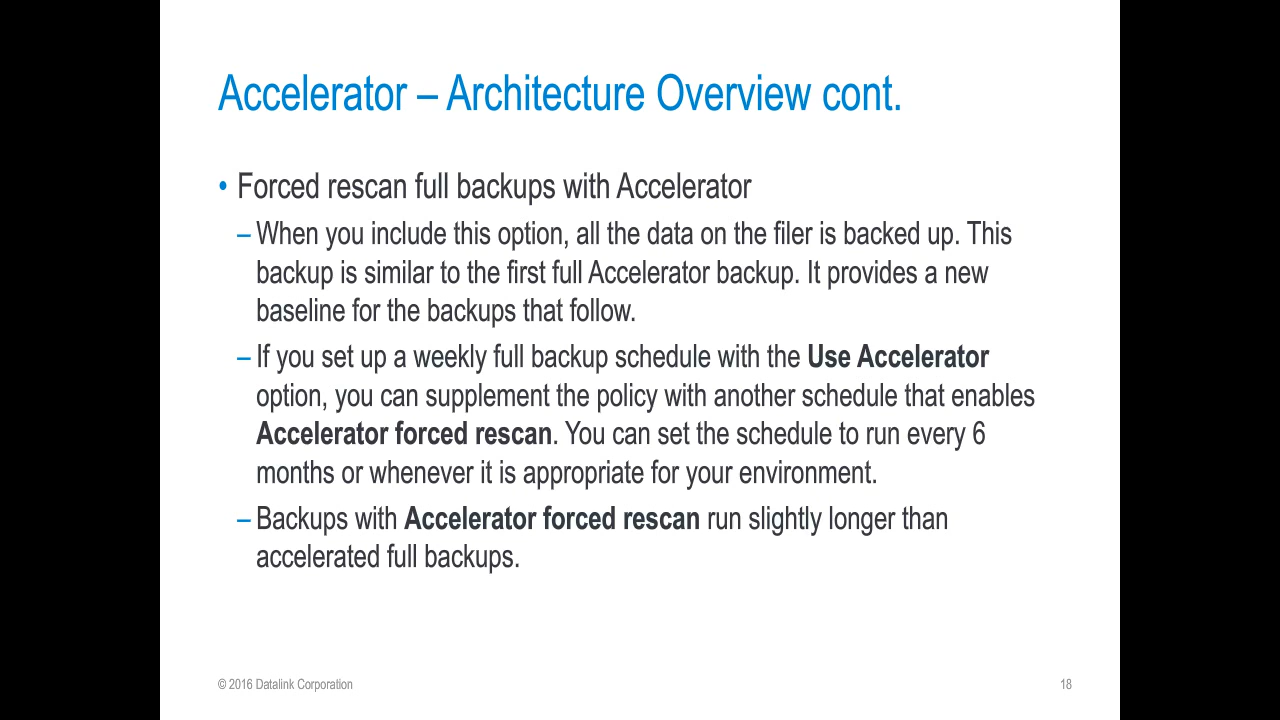 Accelerator – Architecture Overview cont.
• Forced rescan full backups with Accelerator
– When you include this option, all the data on the filer is backed up. This
backup is similar to the first full Accelerator backup. It provides a new
baseline for the backups that follow.
– If you set up a weekly full backup schedule with the Use Accelerator
option, you can supplement the policy with another schedule that enables
Accelerator forced rescan. You can set the schedule to run every 6
months or whenever it is appropriate for your environment.
– Backups with Accelerator forced rescan run slightly longer than
accelerated full backups.
© 2016 Datalink Corporation
18